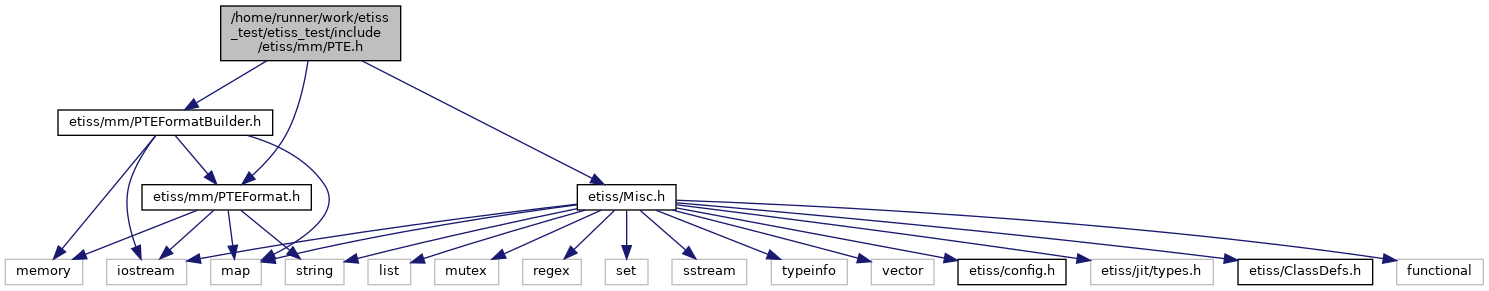 /home/runner/work/etiss
_test/etiss_test/include
/etiss/mm/PTE.h
etiss/mm/PTEFormatBuilder.h
etiss/mm/PTEFormat.h
etiss/Misc.h
memory
iostream
map
string
list
mutex
regex
set
sstream
typeinfo
vector
etiss/config.h
etiss/jit/types.h
etiss/ClassDefs.h
functional